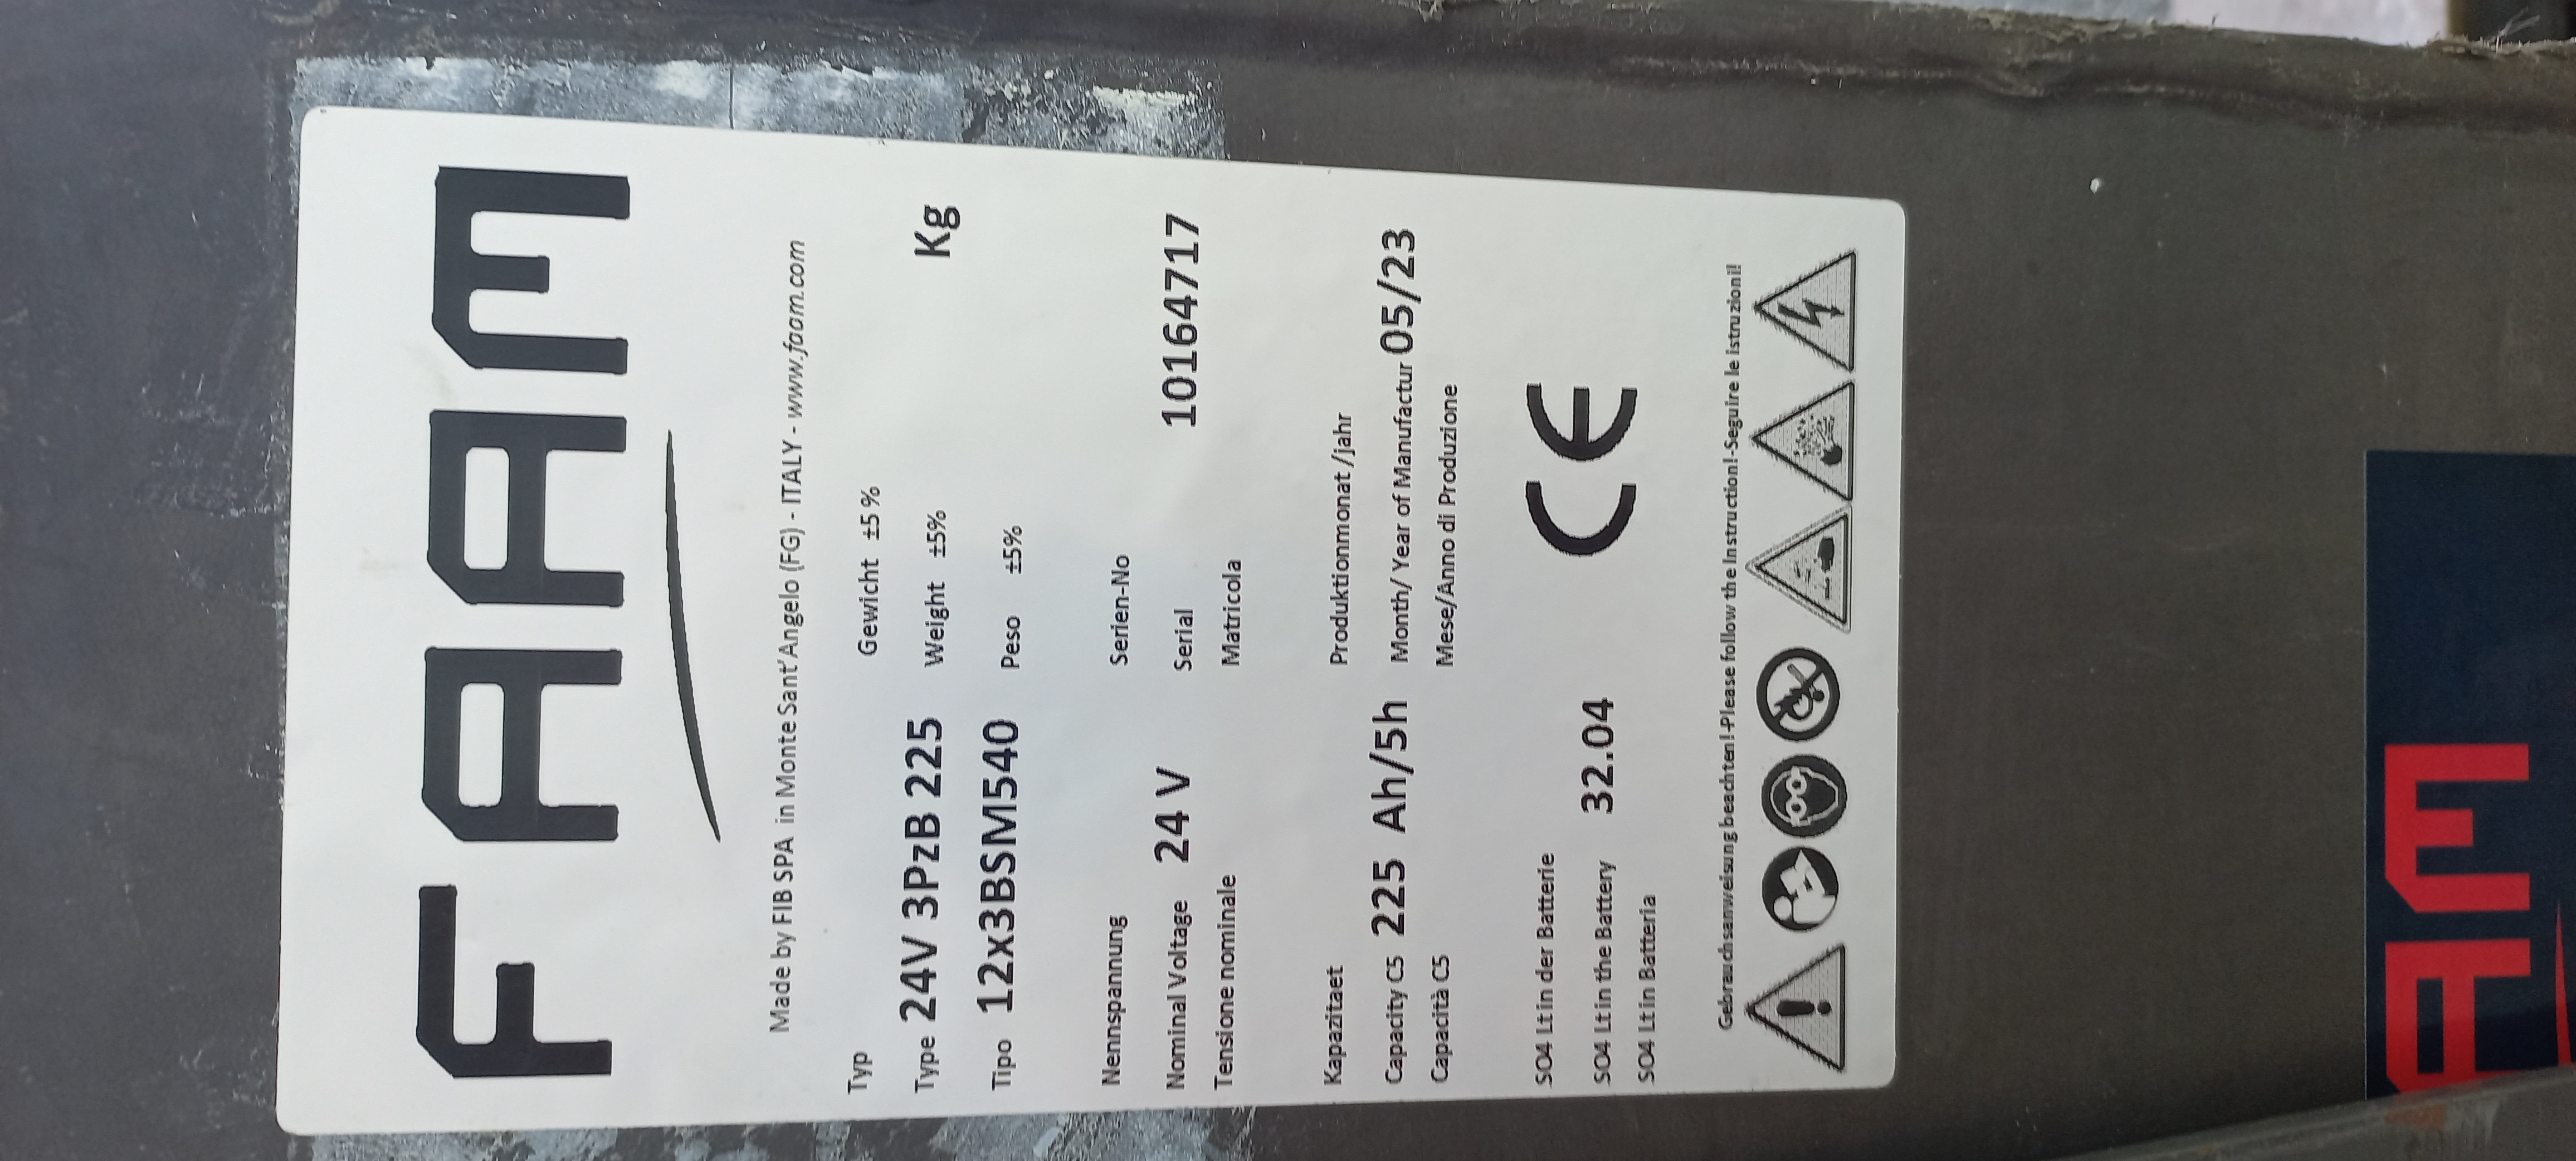 FAAM
Made by FIB SPA in Monte Sant'Angelo (FG) - ITALY - www.faam.com
Typ Gewicht ±5%
Type 24V 3PzB 225 Weight ±5% Kg
Tipo 12x3BSM540 Peso ±5%
Nennspannung Serien-No
Nominal Voltage 24 V Serial 10164717
Tensione nominale Matricola
Kapazitaet Produktionmonat /jahr
Capacity C5 225 Ah/5h Month/ Year of Manufactur 05/23
Capacità C5 Mese/Anno di Produzione
SO4 Lt in der Batterie
SO4 Lt in the Battery 32.04 CE
SO4 Lt in Batteria
Gebrauchsanweisung beachten!-Please follow the Instruction!-Seguire le istruzioni!
AM